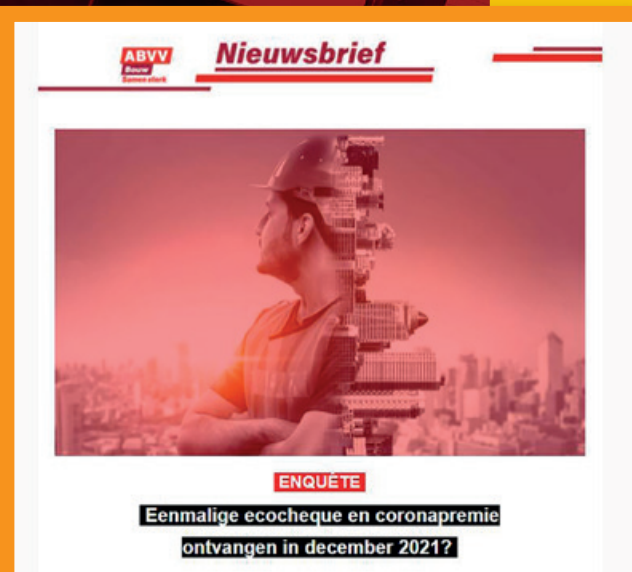 ABVV
Bouw
Samen sterk
Nieuwsbrief
ENQUÊTE
Eenmalige ecocheque en coronapremie
ontvangen in december 2021?